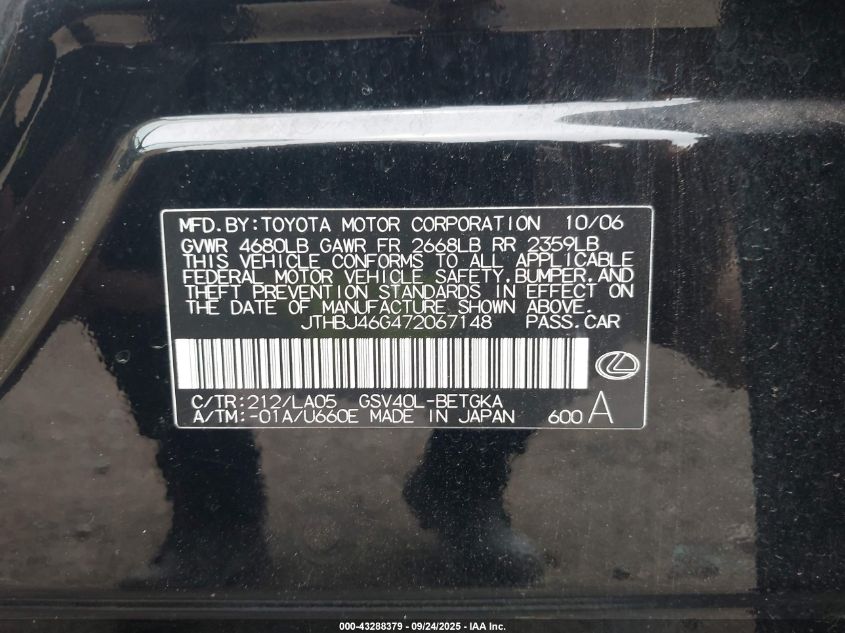 MFD.BY:TOYOTA MOTOR CORPORATION 10/06
GVWR 4680LB GAWR FR 2668LB RR 2359LB
THIS VEHICLE CONFORMS TO ALL APPLICABLE
FEDERAL MOTOR VEHICLE SAFETY,BUMPER,AND
THEFT PREVENTION STANDARDS IN EFFECT ON
THE DATE OF MANUFACTURE SHOWN ABOVE.
JTHBJ46G472067148 PASS.CAR
C/TR:212/LA05 GSV40L-BETGKA
A/TM:-01A/U660E MADE IN JAPAN 600 A
000-43288379 - 09/24/2025 - IAA Inc.